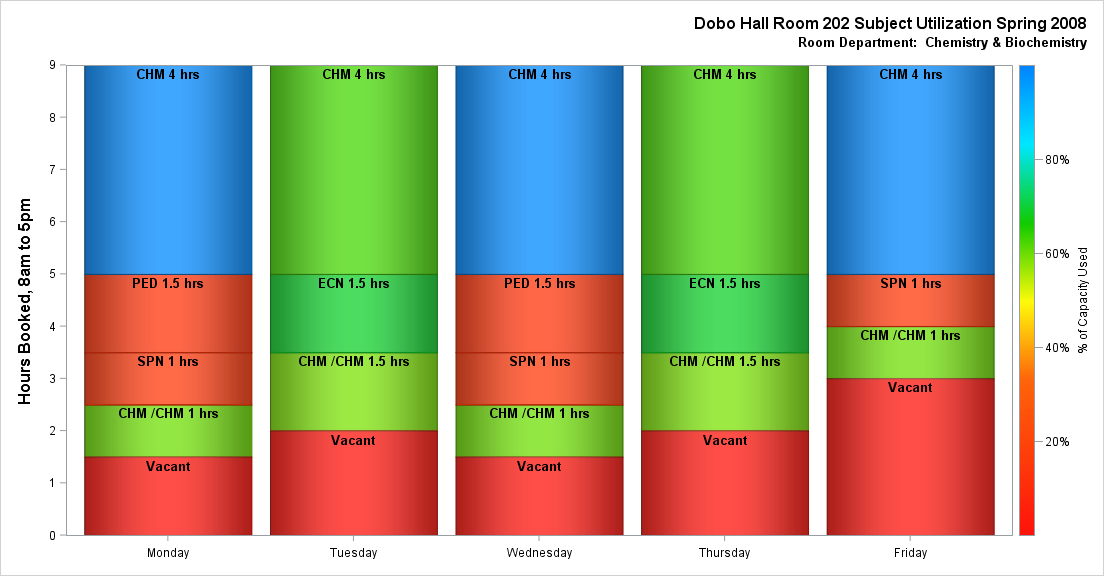 Dobo Hall Room 202 Subject Utilization Spring 2008
Room Department:  Chemistry & Biochemistry
Hours Booked, 8am to 5pm
9
8
7
6
5
4
3
2
1
0
CHM 4 hrs
PED 1.5 hrs
SPN 1 hrs
CHM /CHM 1 hrs
Vacant
Monday
CHM 4 hrs
ECN 1.5 hrs
CHM /CHM 1.5 hrs
Vacant
Tuesday
CHM 4 hrs
PED 1.5 hrs
SPN 1 hrs
CHM /CHM 1 hrs
Vacant
Wednesday
CHM 4 hrs
ECN 1.5 hrs
CHM /CHM 1.5 hrs
Vacant
Thursday
CHM 4 hrs
SPN 1 hrs
CHM /CHM 1 hrs
Vacant
Friday
80%
60%
40%
20%
% of Capacity Used